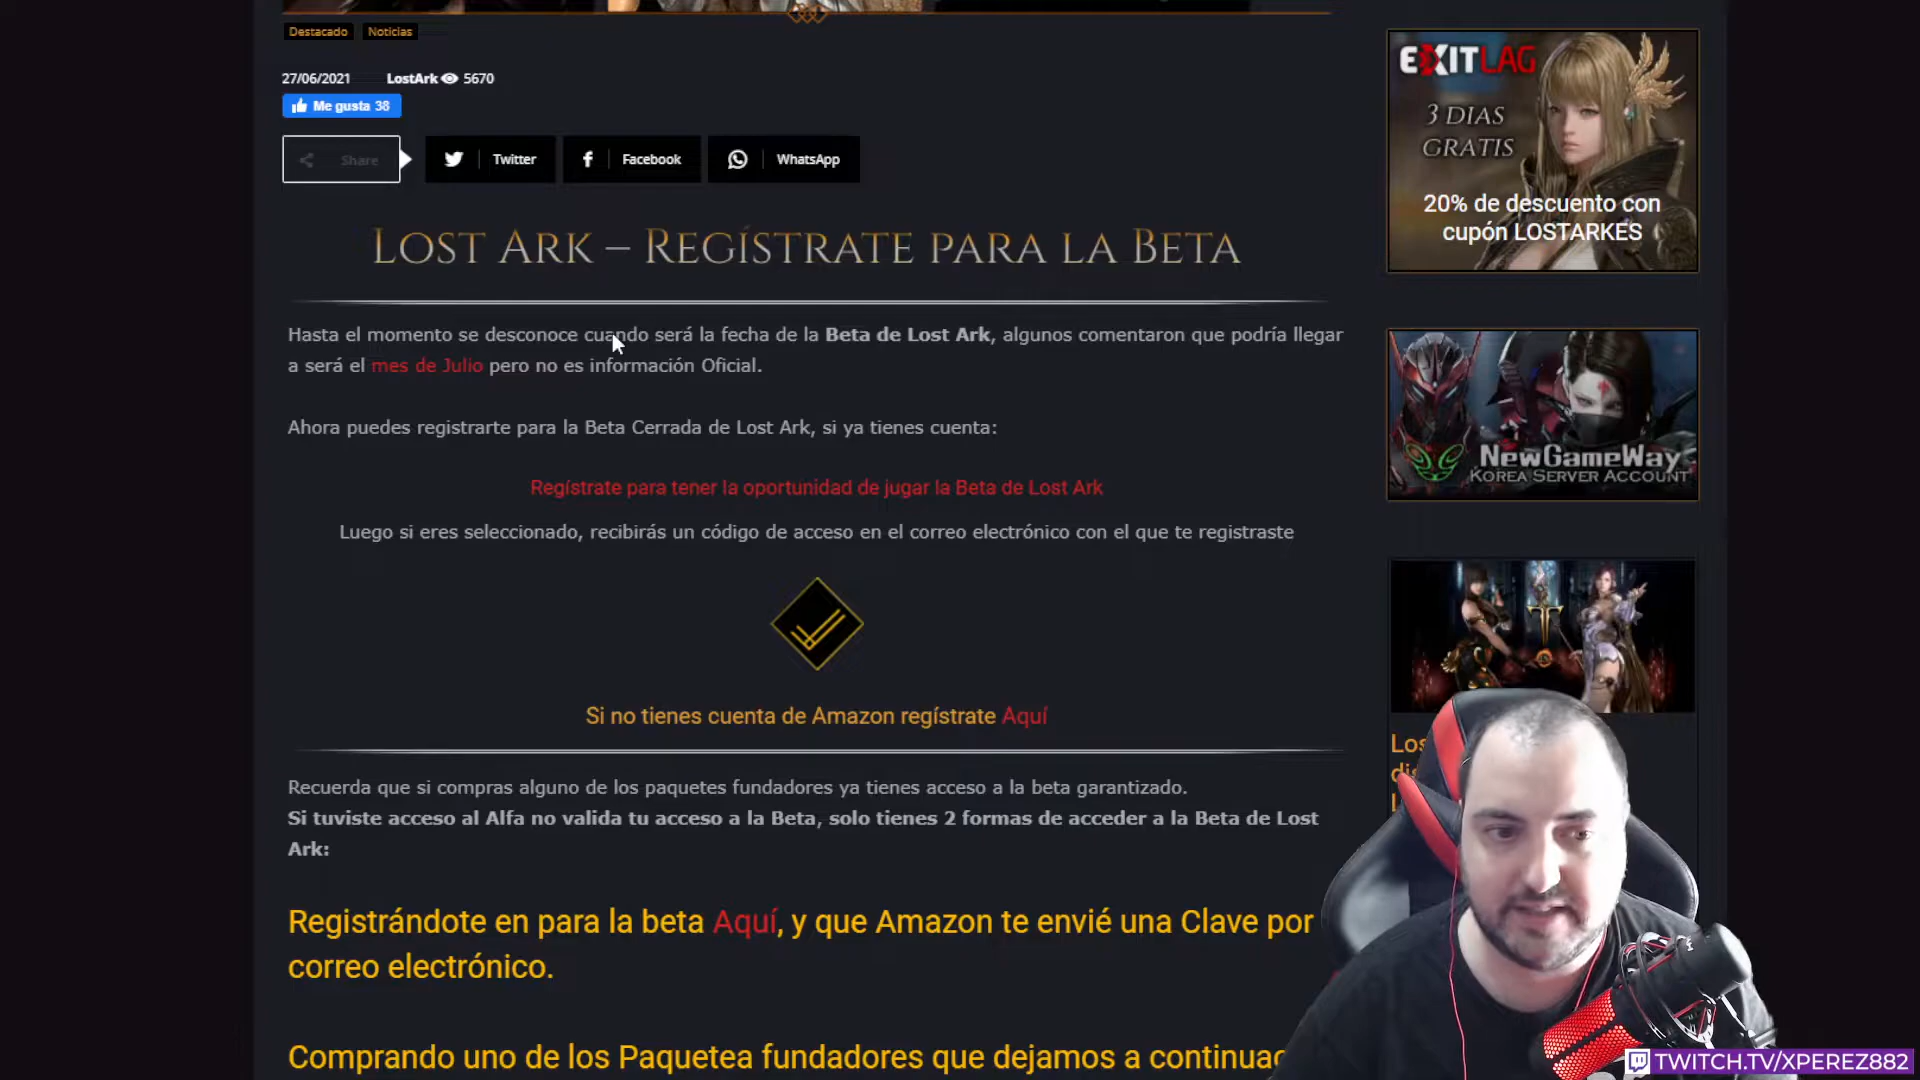 Destacado Noticias
27/06/2021 LostArk 5670
Me gusta 38
Share Twitter Facebook WhatsApp
Lost Ark – Regístrate para la Beta
Hasta el momento se desconoce cuando será la fecha de la Beta de Lost Ark, algunos comentaron que podría llegar
a será el mes de Julio pero no es información Oficial.
Ahora puedes registrarte para la Beta Cerrada de Lost Ark, si ya tienes cuenta:
Regístrate para tener la oportunidad de jugar la Beta de Lost Ark
Luego si eres seleccionado, recibirás un código de acceso en el correo electrónico con el que te registraste
Si no tienes cuenta de Amazon regístrate Aquí
Recuerda que si compras alguno de los paquetes fundadores ya tienes acceso a la beta garantizado.
Si tuviste acceso al Alfa no valida tu acceso a la Beta, solo tienes 2 formas de acceder a la Beta de Lost
Ark:
Registrándote en para la beta Aquí, y que Amazon te envié una Clave por
correo electrónico.
Comprando uno de los Paquetea fundadores que dejamos a
EXITLAG
3 DIAS
GRATIS
20% de descuento con
cupón LOSTARKES
NewGameWay
KOREA SERVER ACCOUNT
TWITCH.TV/XPEREZ882